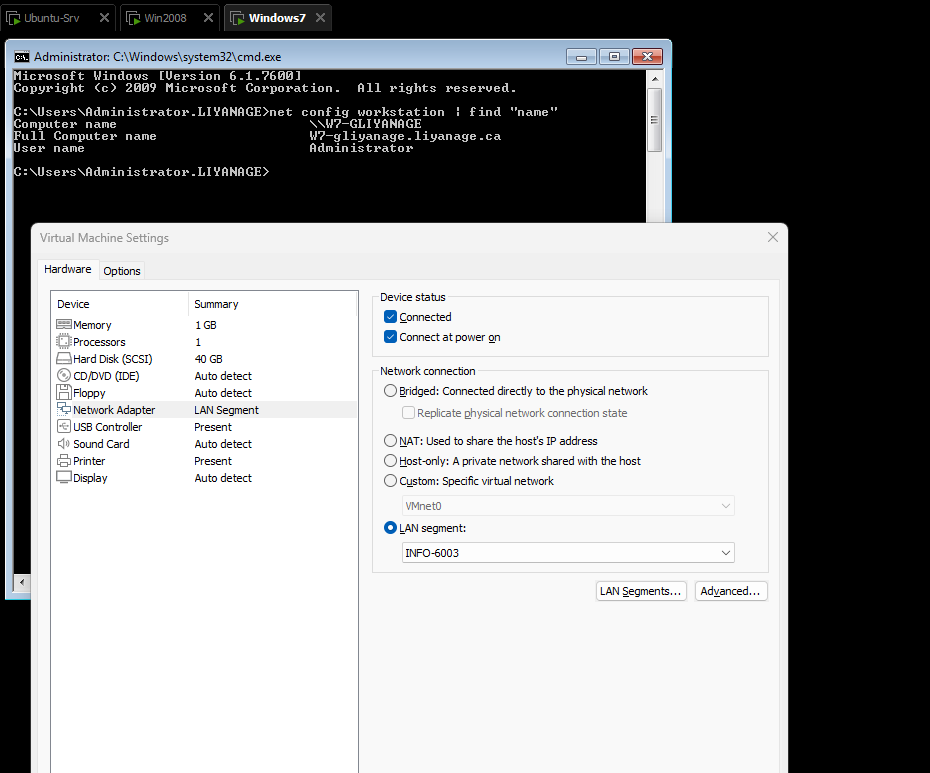 Ubuntu-Srv
Win2008
Windows7
Administrator: C:\Windows\system32\cmd.exe
Microsoft Windows [Version 6.1.7600]
Copyright (c) 2009 Microsoft Corporation.  All rights reserved.
C:\Users\Administrator.LIYANAGE>net config workstation | find "name"
Computer name \\W7-GLIYANAGE
Full Computer name W7-gliyanage.liyanage.ca
User name Administrator
C:\Users\Administrator.LIYANAGE>
Virtual Machine Settings
Hardware Options
Device Summary
Memory 1 GB
Processors 1
Hard Disk (SCSI) 40 GB
CD/DVD (IDE) Auto detect
Floppy Auto detect
Network Adapter LAN Segment
USB Controller Present
Sound Card Auto detect
Printer Present
Display Auto detect
Device status
Connected
Connect at power on
Network connection
Bridged: Connected directly to the physical network
Replicate physical network connection state
NAT: Used to share the host's IP address
Host-only: A private network shared with the host
Custom: Specific virtual network
VMnet0
LAN segment:
INFO-6003
LAN Segments... Advanced...